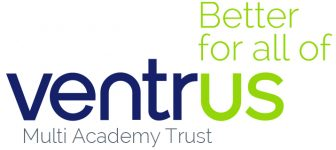 Better
for all of
ventrus
Multi Academy Trust